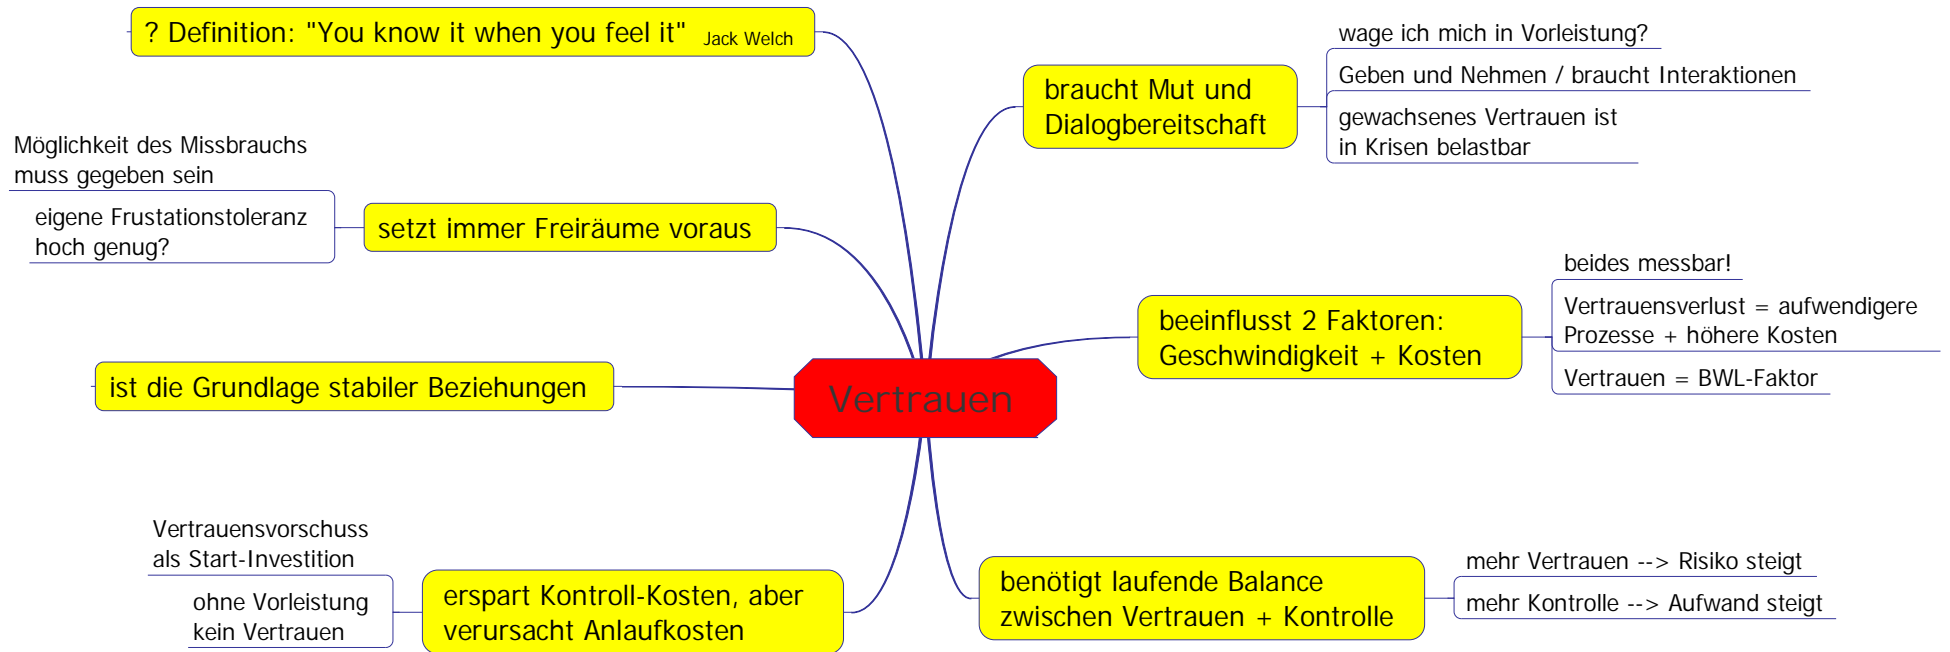 ? Definition: "You know it when you feel it" Jack Welch
Möglichkeit des Missbrauchs
muss gegeben sein
eigene Frustationstoleranz
hoch genug?
setzt immer Freiräume voraus
ist die Grundlage stabiler Beziehungen
Vertrauensvorschuss
als Start-Investition
ohne Vorleistung
kein Vertrauen
erspart Kontroll-Kosten, aber
verursacht Anlaufkosten
Vertrauen
braucht Mut und
Dialogbereitschaft
wage ich mich in Vorleistung?
Geben und Nehmen / braucht Interaktionen
gewachsenes Vertrauen ist
in Krisen belastbar
beeinflusst 2 Faktoren:
Geschwindigkeit + Kosten
beides messbar!
Vertrauensverlust = aufwendigere
Prozesse + höhere Kosten
Vertrauen = BWL-Faktor
benötigt laufende Balance
zwischen Vertrauen + Kontrolle
mehr Vertrauen --> Risiko steigt
mehr Kontrolle --> Aufwand steigt